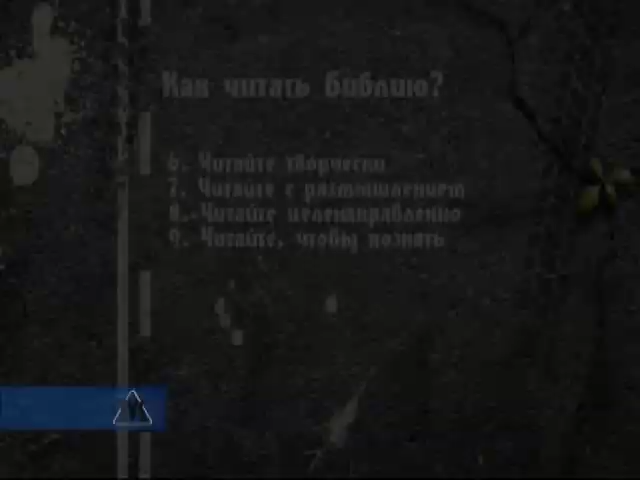 Как читать библию?
6. Читайте творчески
7. Читайте с размышлением
8. Читайте целенаправленно
9. Читайте, чтобы познать